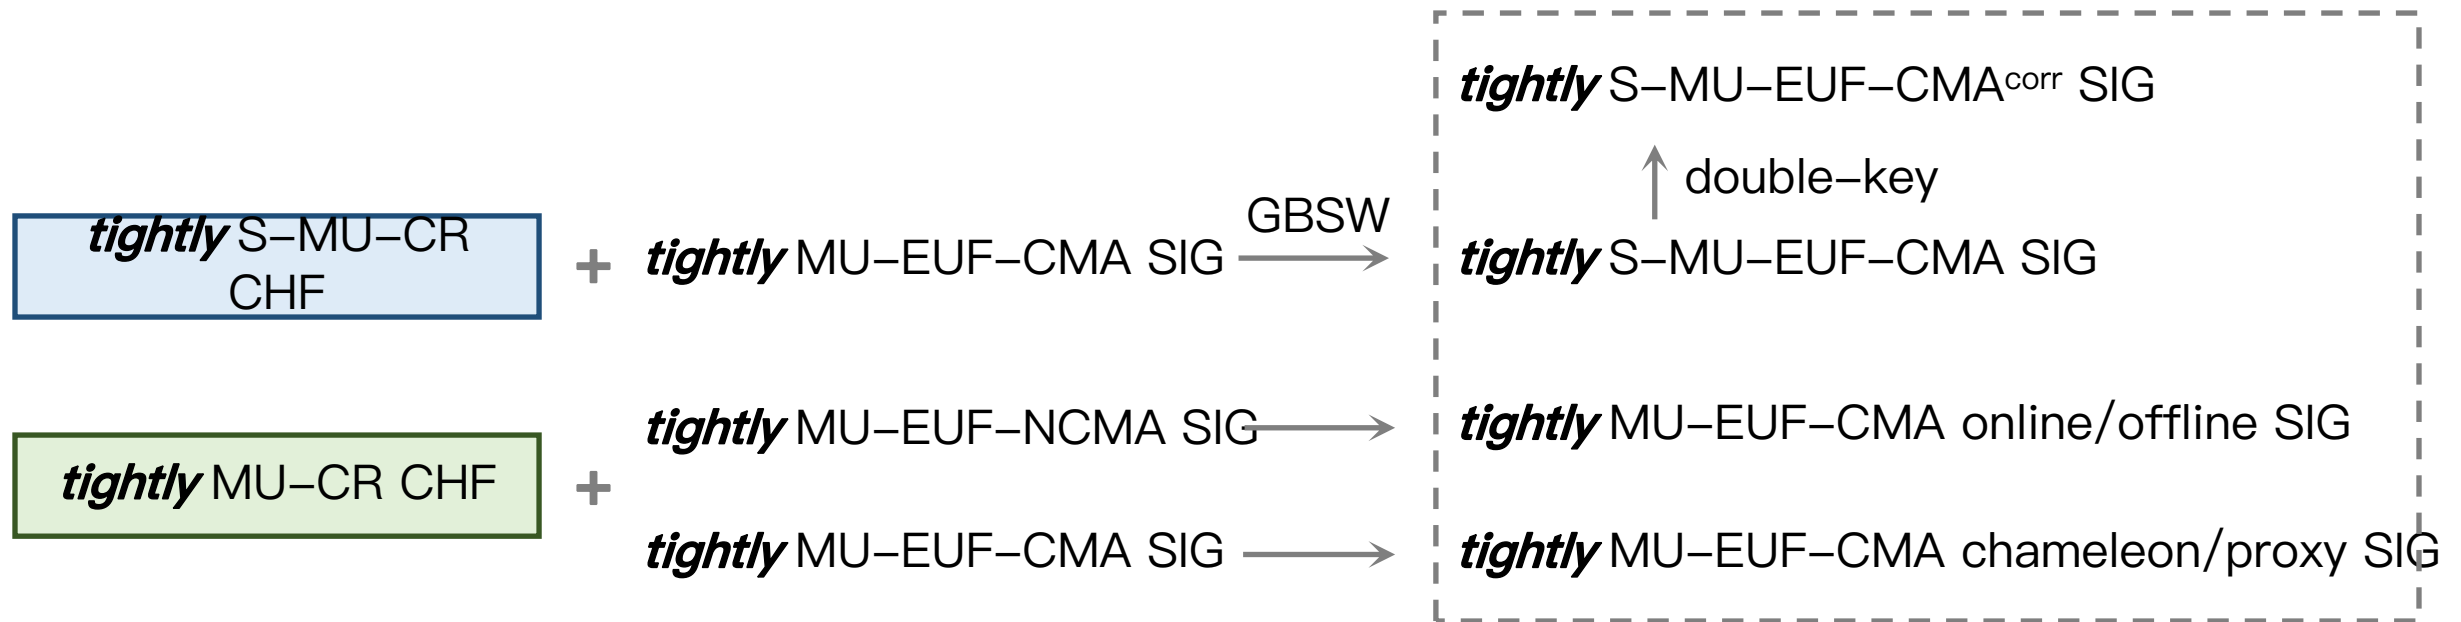 tightly S–MU–EUF–CMAcorr SIG
double–key
tightly S–MU–CR
CHF
+
tightly MU–EUF–CMA SIG
GBSW
tightly S–MU–EUF–CMA SIG
tightly MU–CR CHF
+
tightly MU–EUF–NCMA SIG
tightly MU–EUF–CMA online/offline SIG
tightly MU–EUF–CMA SIG
tightly MU–EUF–CMA chameleon/proxy SIG